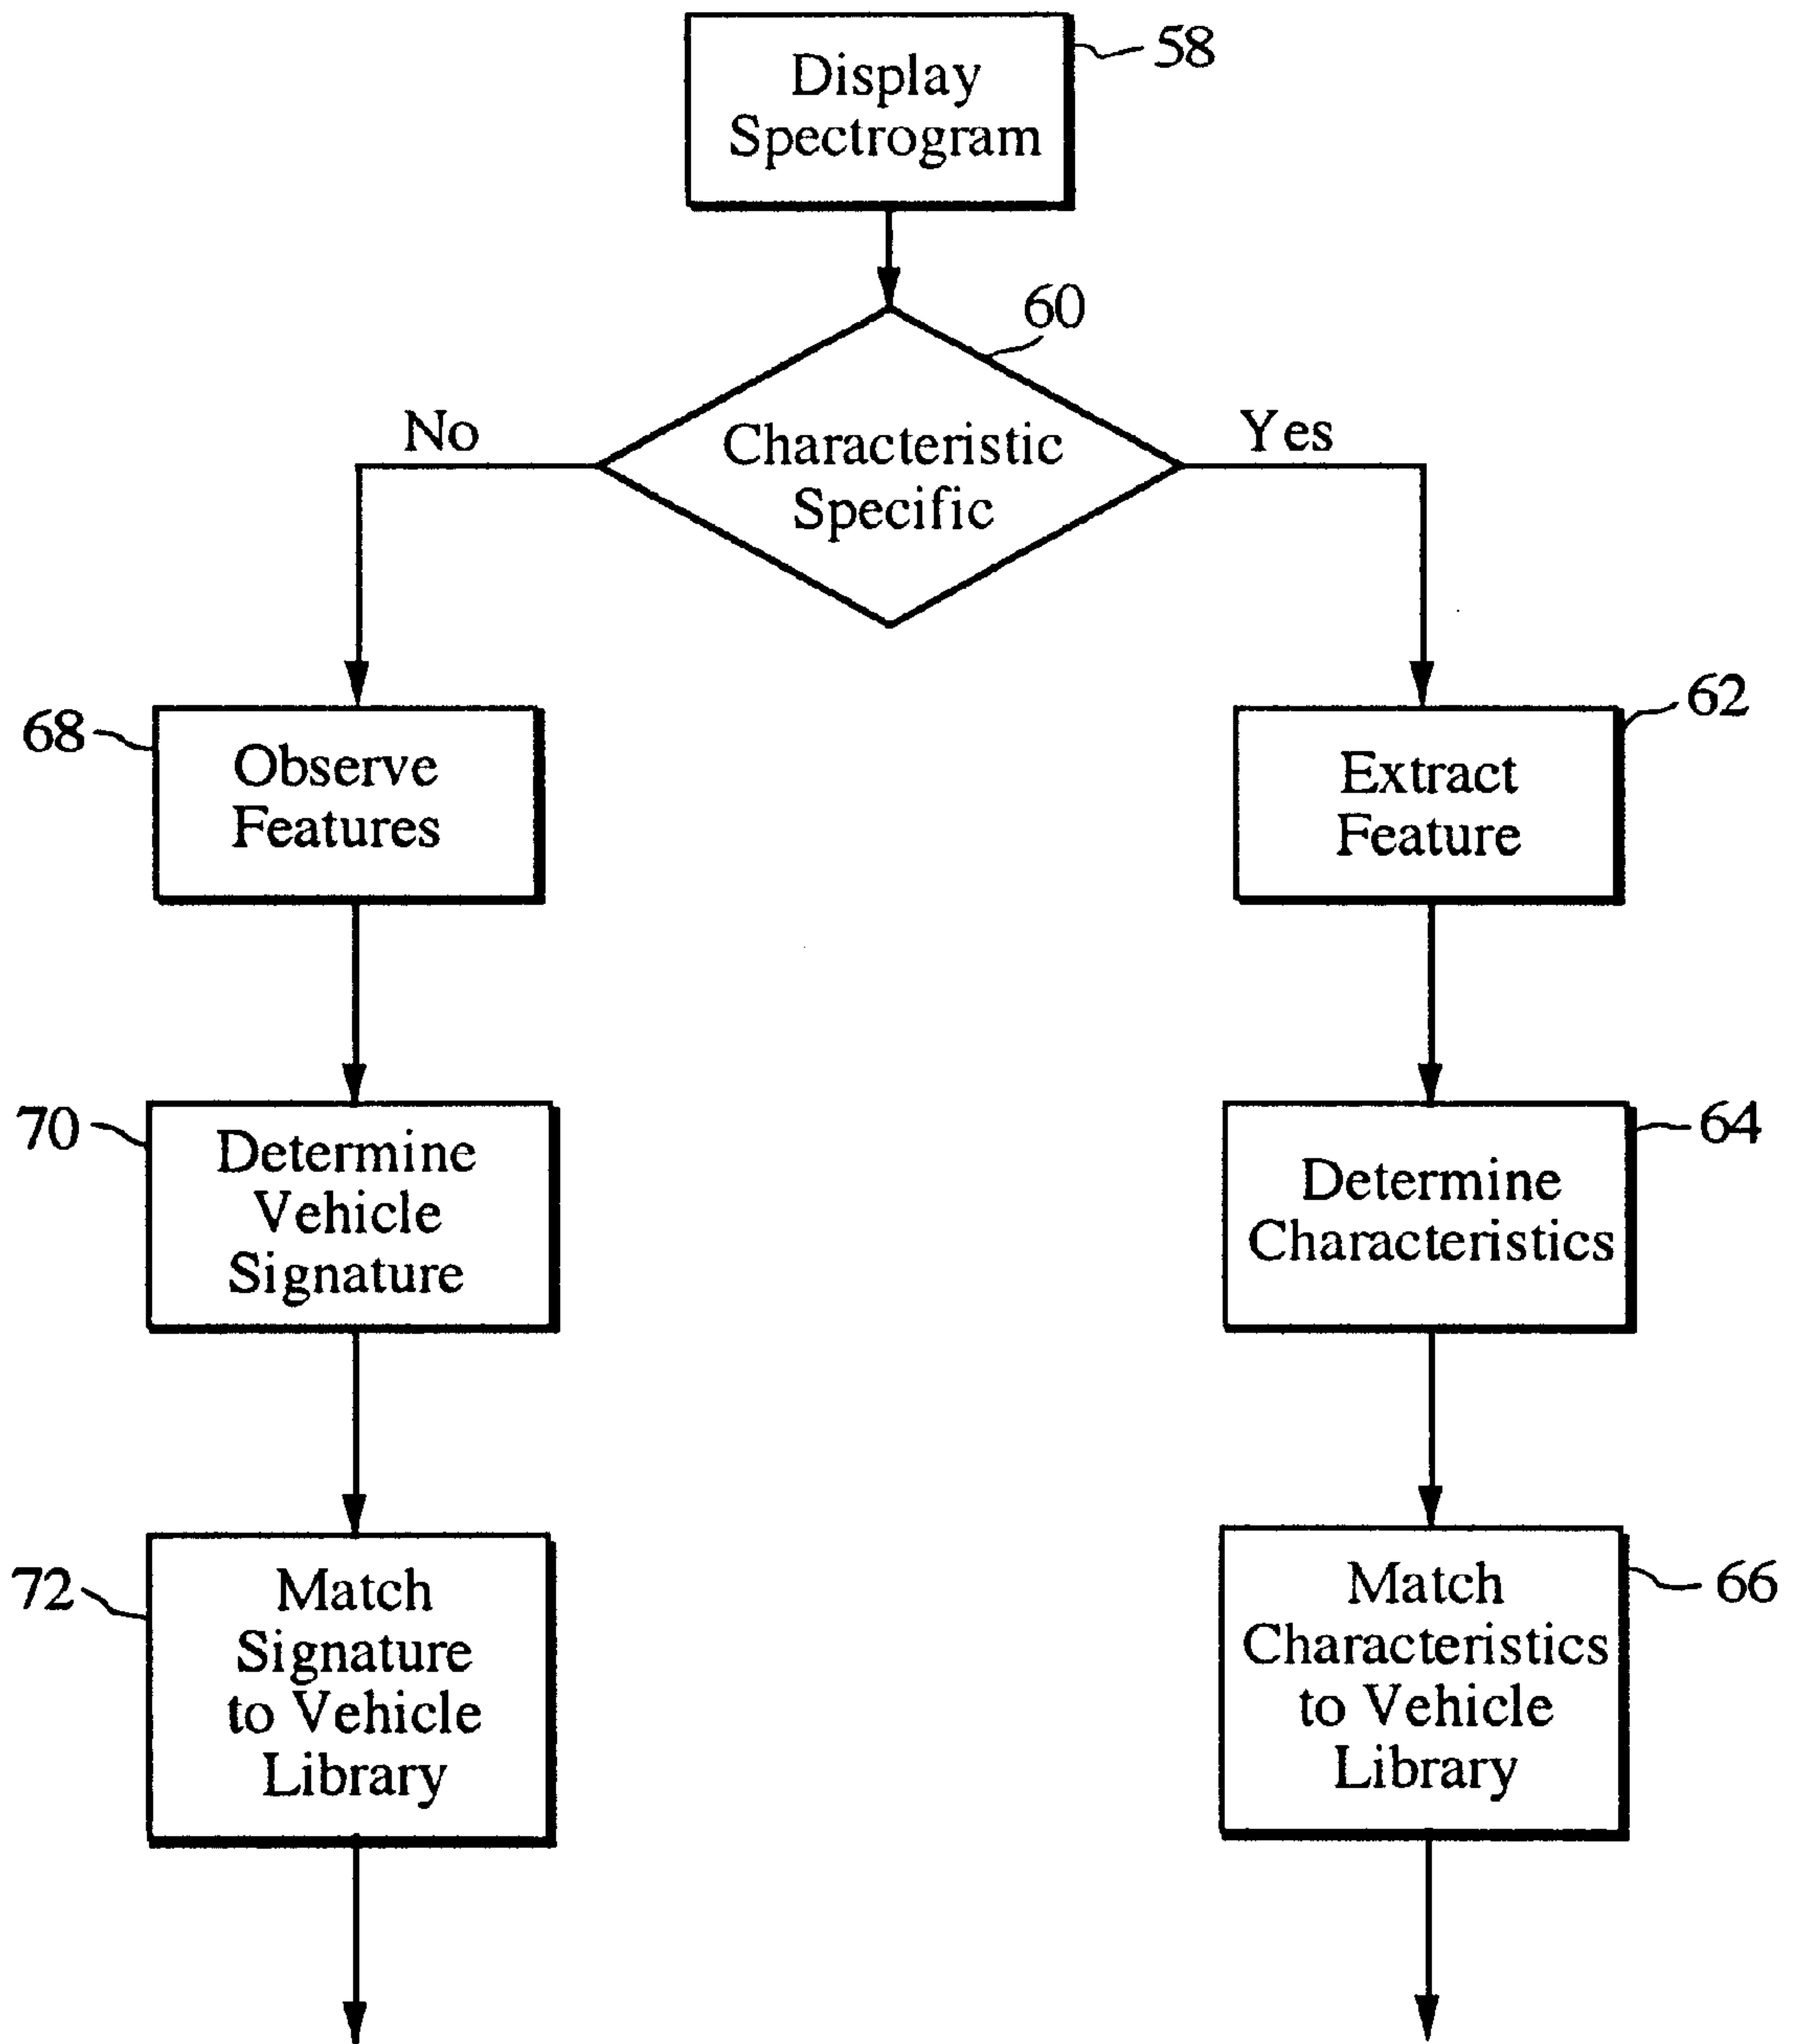 Display
Spectrogram
58
60
No
Characteristic
Specific
Yes
68
Observe
Features
62
Extract
Feature
70
Determine
Vehicle
Signature
64
Determine
Characteristics
72
Match
Signature
to Vehicle
Library
66
Match
Characteristics
to Vehicle
Library